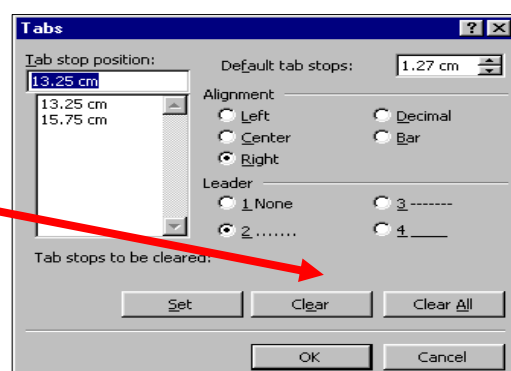 Tabs
Tab stop position:
Default tab stops:
1.27 cm
13.25 cm
13.25 cm
15.75 cm
Alignment
Left
Decimal
Center
Bar
Right
Leader
1 None
3 -------
2 .......
4 ____
Tab stops to be cleared:
Set
Clear
Clear All
OK
Cancel